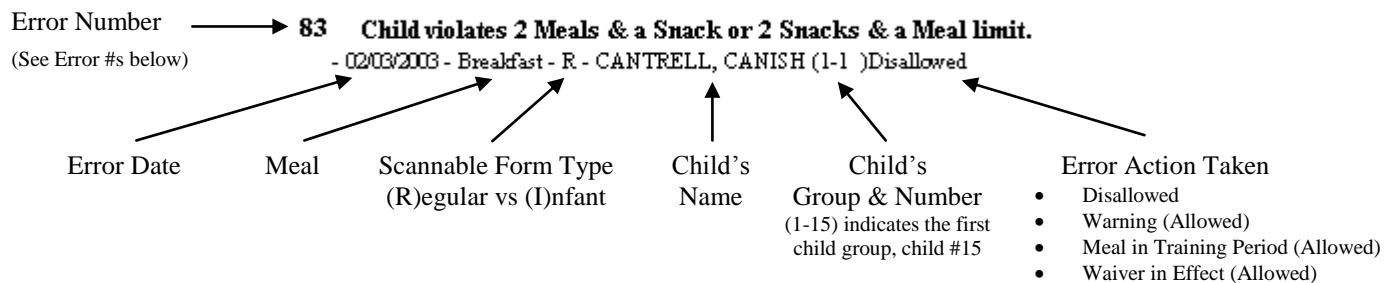 Error Number
(See Error #s below)
83 Child violates 2 Meals & a Snack or 2 Snacks & a Meal limit.
- 02/03/2003 - Breakfast - R - CANTRELL, CANISH (1-1 )Disallowed
Error Date
Meal
Scannable Form Type
(R)egular vs (I)nfant
Child's
Name
Child's
Group & Number
(1-15) indicates the first
child group, child #15
Error Action Taken
• Disallowed
• Warning (Allowed)
• Meal in Training Period (Allowed)
• Waiver in Effect (Allowed)